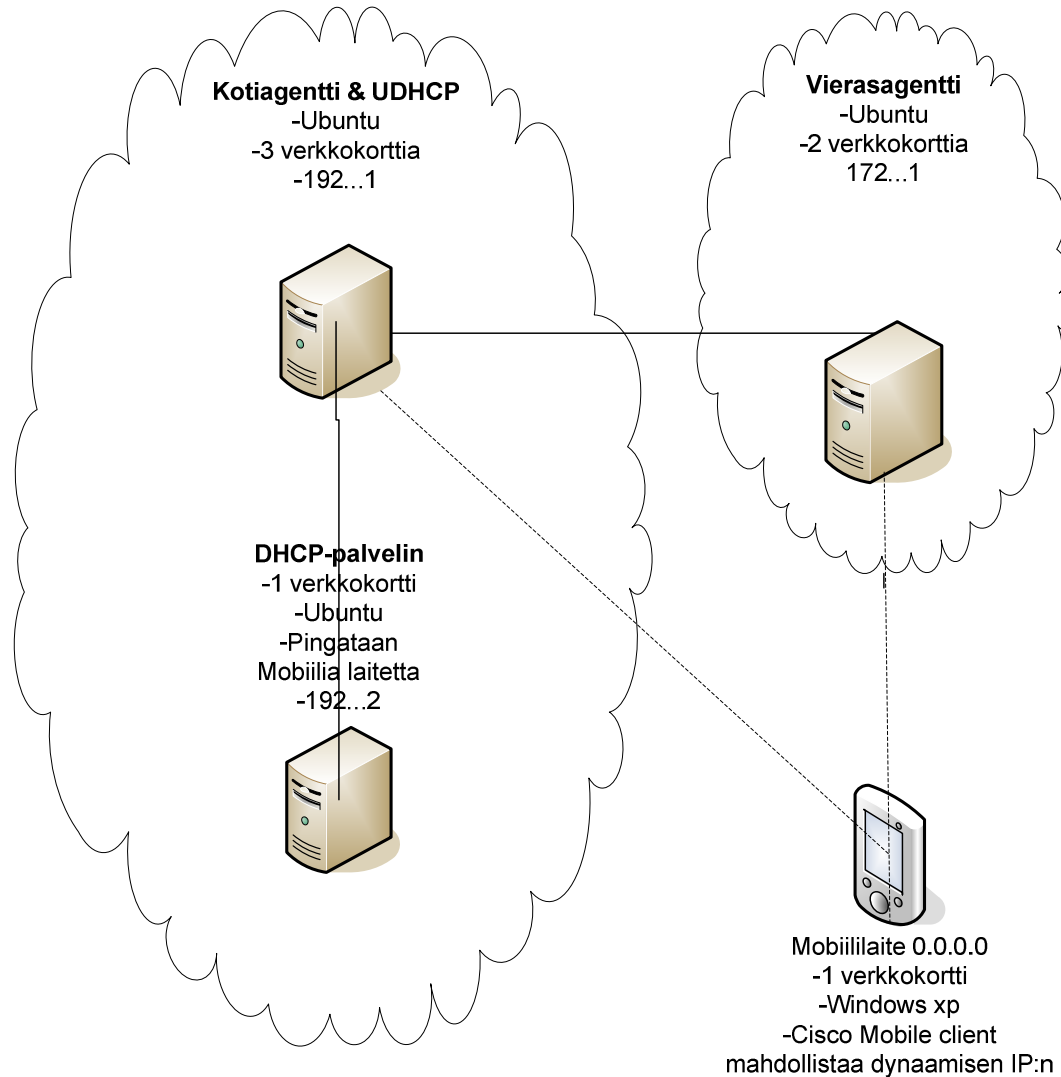 Kotiagentti & UDHCP
-Ubuntu
-3 verkkokorttia
-192...1
Vierasagentti
-Ubuntu
-2 verkkokorttia
172...1
DHCP-palvelin
-1 verkkokortti
-Ubuntu
-Pingataan
Mobiilia laitetta
-192...2
Mobiililaite 0.0.0.0
-1 verkkokortti
-Windows xp
-Cisco Mobile client
mahdollistaa dynaamisen IP:n